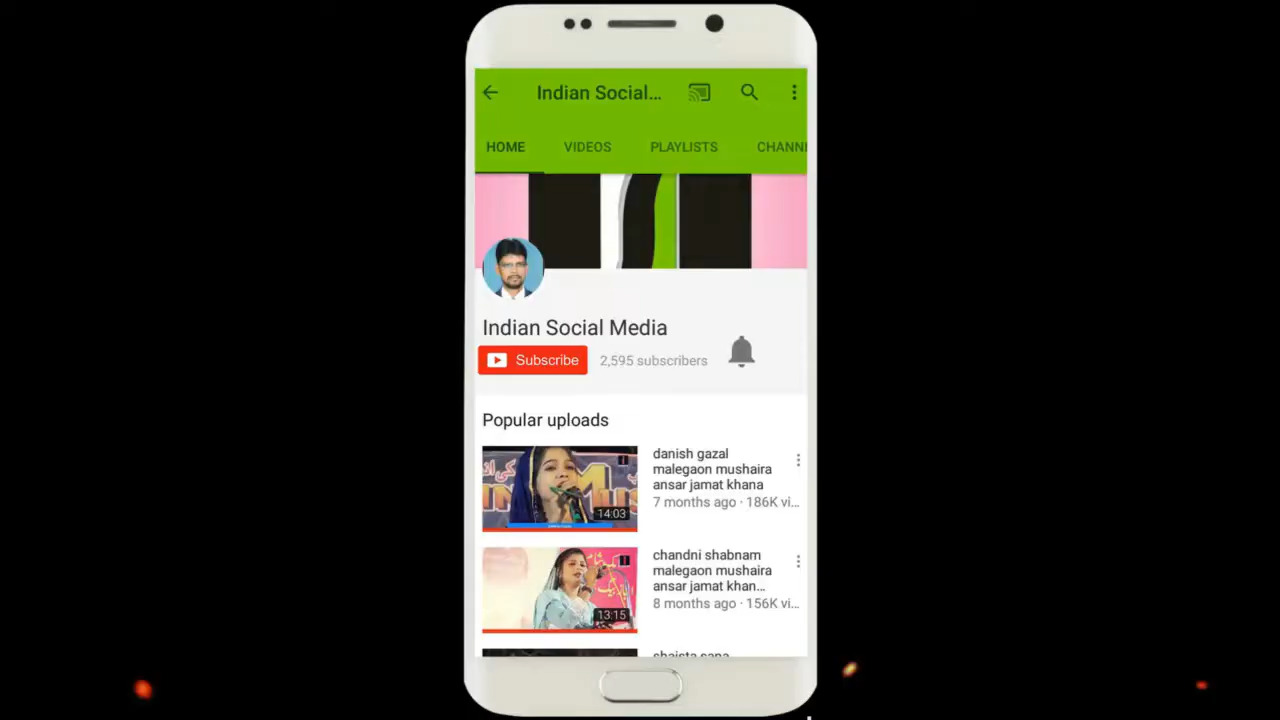 Indian Social...
HOME VIDEOS PLAYLISTS CHANN
Indian Social Media
Subscribe 2,595 subscribers
Popular uploads
danish gazal
malegaon mushaira
ansar jamat khana
7 months ago · 186K vi...
14:03
chandni shabnam
malegaon mushaira
ansar jamat khan...
8 months ago · 156K vi...
13:15
shaista sana